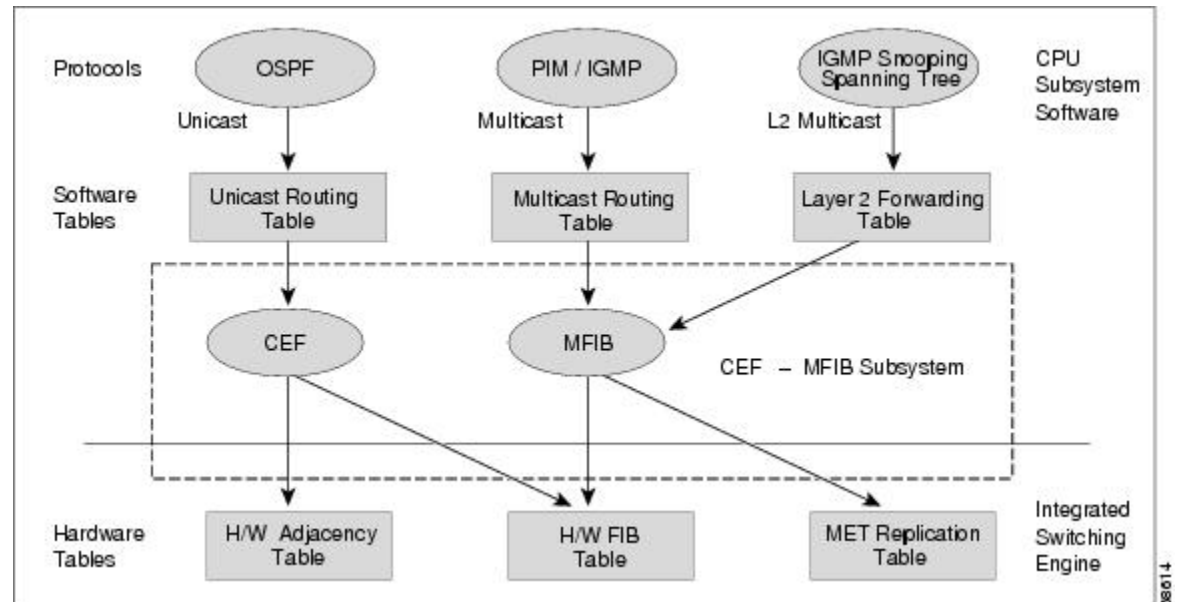 Protocols
OSPF
PIM / IGMP
IGMP Snooping
Spanning Tree
CPU
Subsystem
Software
Unicast
Multicast
L2 Multicast
Software
Tables
Unicast Routing
Table
Multicast Routing
Table
Layer 2 Forwarding
Table
CEF
MFIB
CEF – MFIB Subsystem
Hardware
Tables
H/W Adjacency
Table
H/W FIB
Table
MET Replication
Table
Integrated
Switching
Engine